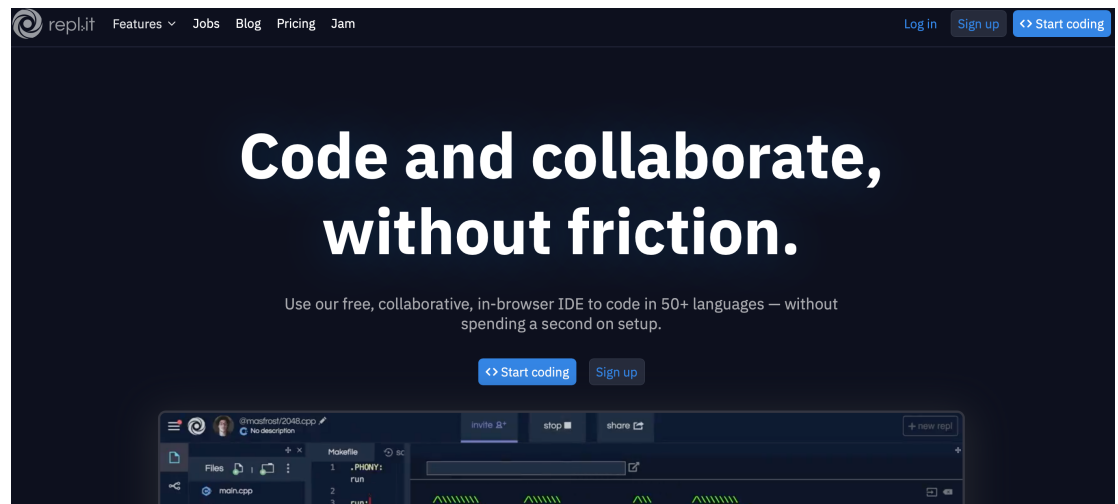 repl.it Features Jobs Blog Pricing Jam Log in Sign up <> Start coding
Code and collaborate,
without friction.
Use our free, collaborative, in-browser IDE to code in 50+ languages — without
spending a second on setup.
<> Start coding Sign up
@masfrost/2048.cpp
No description
invite stop share + new repl
Files Makefile
main.cpp
1 .PHONY:
run
2
3 run: